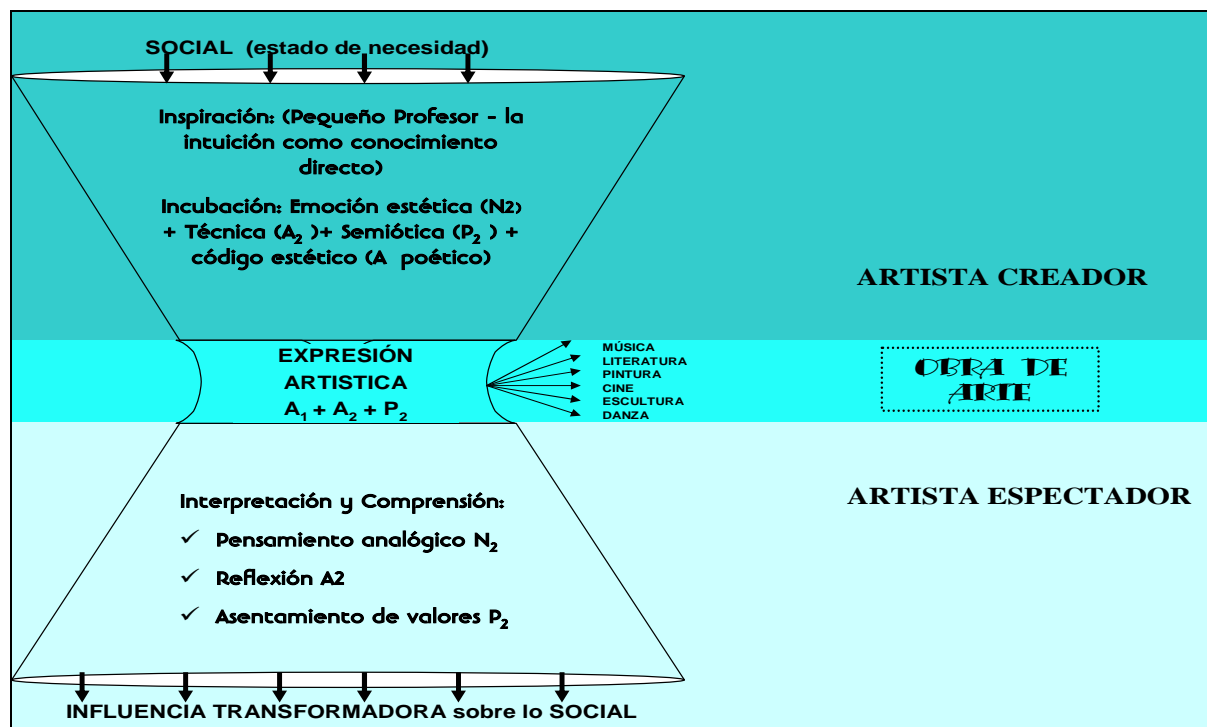 SOCIAL (estado de necesidad)
Inspiración: (Pequeño Profesor - la
intuición como conocimiento
directo)
Incubación: Emoción estética (N2)
+ Técnica (A₂ )+ Semiótica (P₂ ) +
código estético (A poético)
ARTISTA CREADOR
EXPRESIÓN
ARTISTICA
A₁ + A₂ + P₂
MÚSICA
LITERATURA
PINTURA
CINE
ESCULTURA
DANZA
OBRA DE
ARTE
ARTISTA ESPECTADOR
Interpretación y Comprensión:
✓ Pensamiento analógico N₂
✓ Reflexión A2
✓ Asentamiento de valores P₂
INFLUENCIA TRANSFORMADORA sobre lo SOCIAL